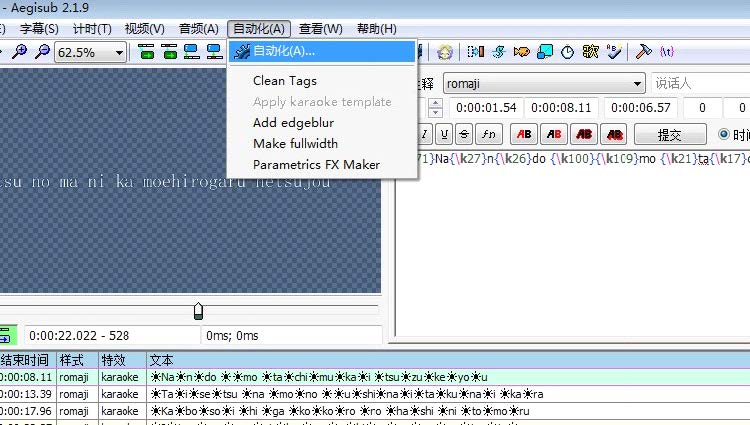 - Aegisub 2.1.9
字幕(S) 计时(T) 视频(V) 音频(A) 自动化(A) 查看(W) 帮助(H)
62.5%
自动化(A)...
Clean Tags
Apply karaoke template
Add edgeblur
Make fullwidth
Parametrics FX Maker
注释 romaji 说话人
0:00:01.54 0:00:08.11 0:00:06.57 0 0
I U S fn AB AB AB AB 提交 时间
71}Na{\k27}n{\k26}do {\k100}{\k109}mo {\k21}ta{\k17}c
tsu no ma ni ka moehirogaru netsujou
0:00:22.022 - 528 0ms; 0ms
结束时间 样式 特效 文本
0:00:08.11 romaji karaoke ☀Na☀n☀do ☀☀mo ☀ta☀chi☀mu☀ka☀i ☀tsu☀zu☀ke☀yo☀u
0:00:13.39 romaji karaoke ☀Ta☀i☀se☀tsu ☀na ☀mo☀no ☀☀u☀shi☀na☀i☀ta☀ku☀na☀i ☀ka☀ra
0:00:17.96 romaji karaoke ☀Ka☀bo☀so☀i ☀hi ☀ga ☀ko☀ko☀ro ☀no ☀ha☀shi ☀ni ☀to☀mo☀ru